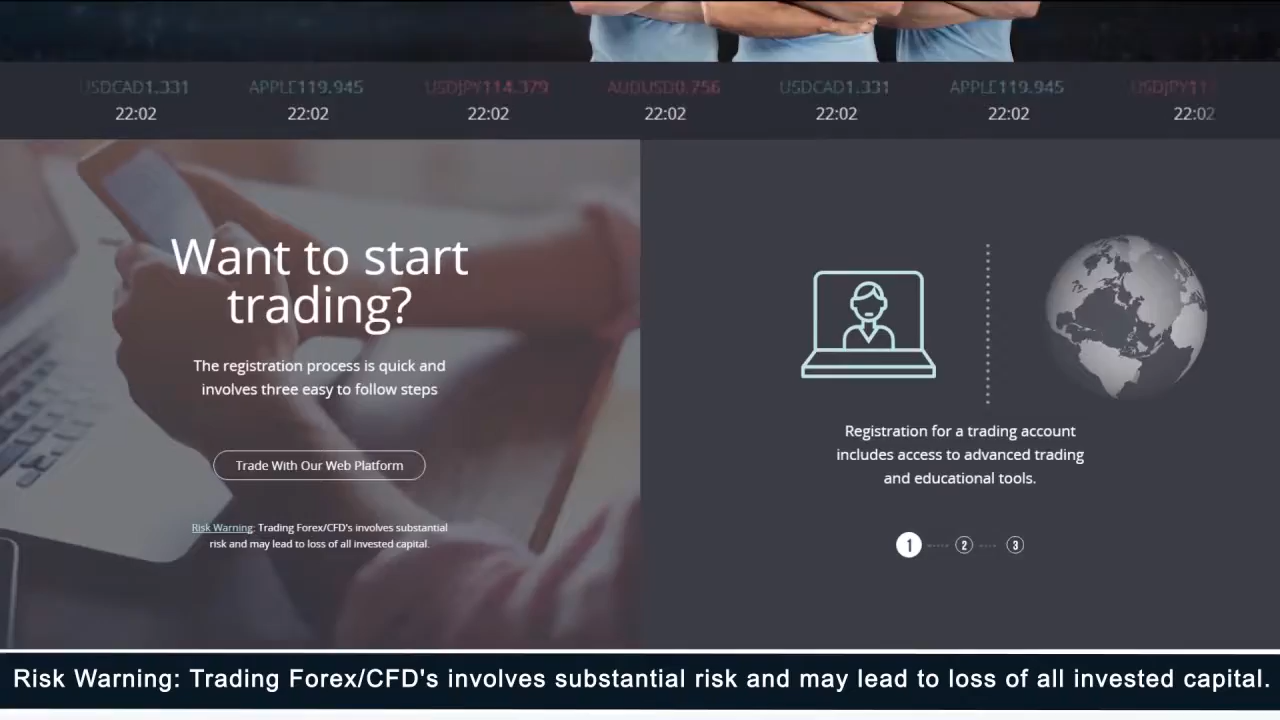 USDCAD1.331 APPLE119.945 USDJPY114.379 AUDUSD0.756 USDCAD1.331 APPLE119.945
22:02 22:02 22:02 22:02 22:02 22:02 22:02
Want to start
trading?
The registration process is quick and
involves three easy to follow steps
Trade With Our Web Platform
Risk Warning: Trading Forex/CFD's involves substantial
risk and may lead to loss of all invested capital.
Registration for a trading account
includes access to advanced trading
and educational tools.
1 2 3
Risk Warning: Trading Forex/CFD's involves substantial risk and may lead to loss of all invested capital.